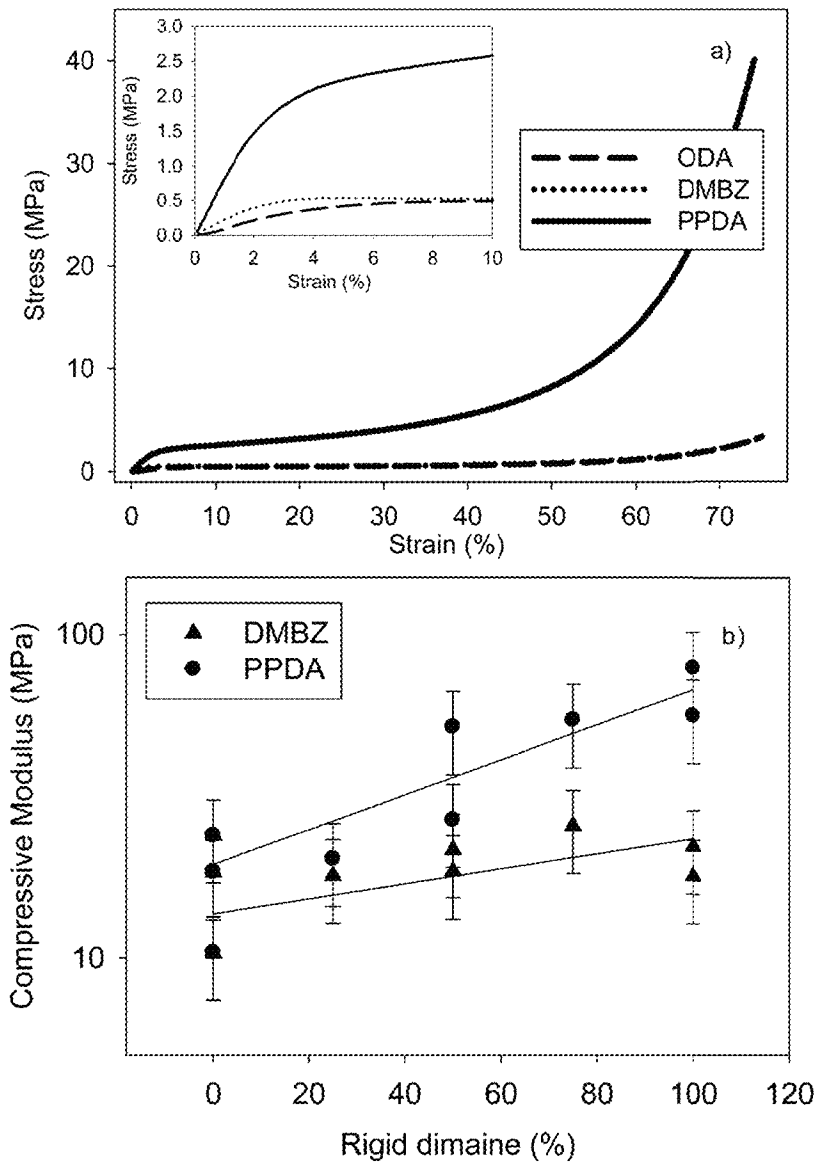 a)
3.0
2.5
2.0
1.5
1.0
0.5
0.0
Stress (MPa)
0 2 4 6 8 10
Strain (%)
ODA
DMBZ
PPDA
40
30
20
10
0
Stress (MPa)
0 10 20 30 40 50 60 70
Strain (%)
b)
DMBZ
PPDA
100
10
Compressive Modulus (MPa)
0 20 40 60 80 100 120
Rigid dimaine (%)